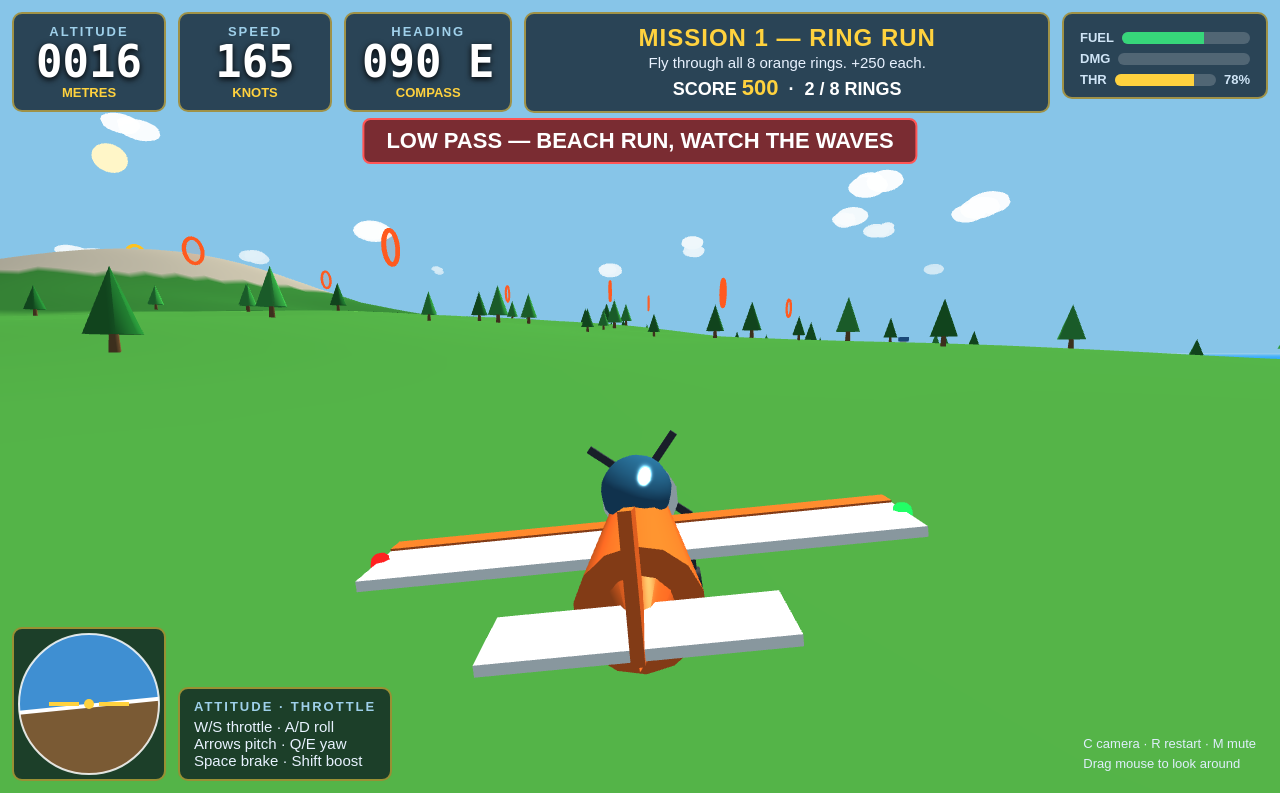 ALTITUDE
0016
METRES
SPEED
165
KNOTS
HEADING
090 E
COMPASS
MISSION 1 — RING RUN
Fly through all 8 orange rings. +250 each.
SCORE 500 · 2 / 8 RINGS
FUEL
DMG
THR 78%
LOW PASS — BEACH RUN, WATCH THE WAVES
ATTITUDE · THROTTLE
W/S throttle · A/D roll
Arrows pitch · Q/E yaw
Space brake · Shift boost
C camera · R restart · M mute
Drag mouse to look around